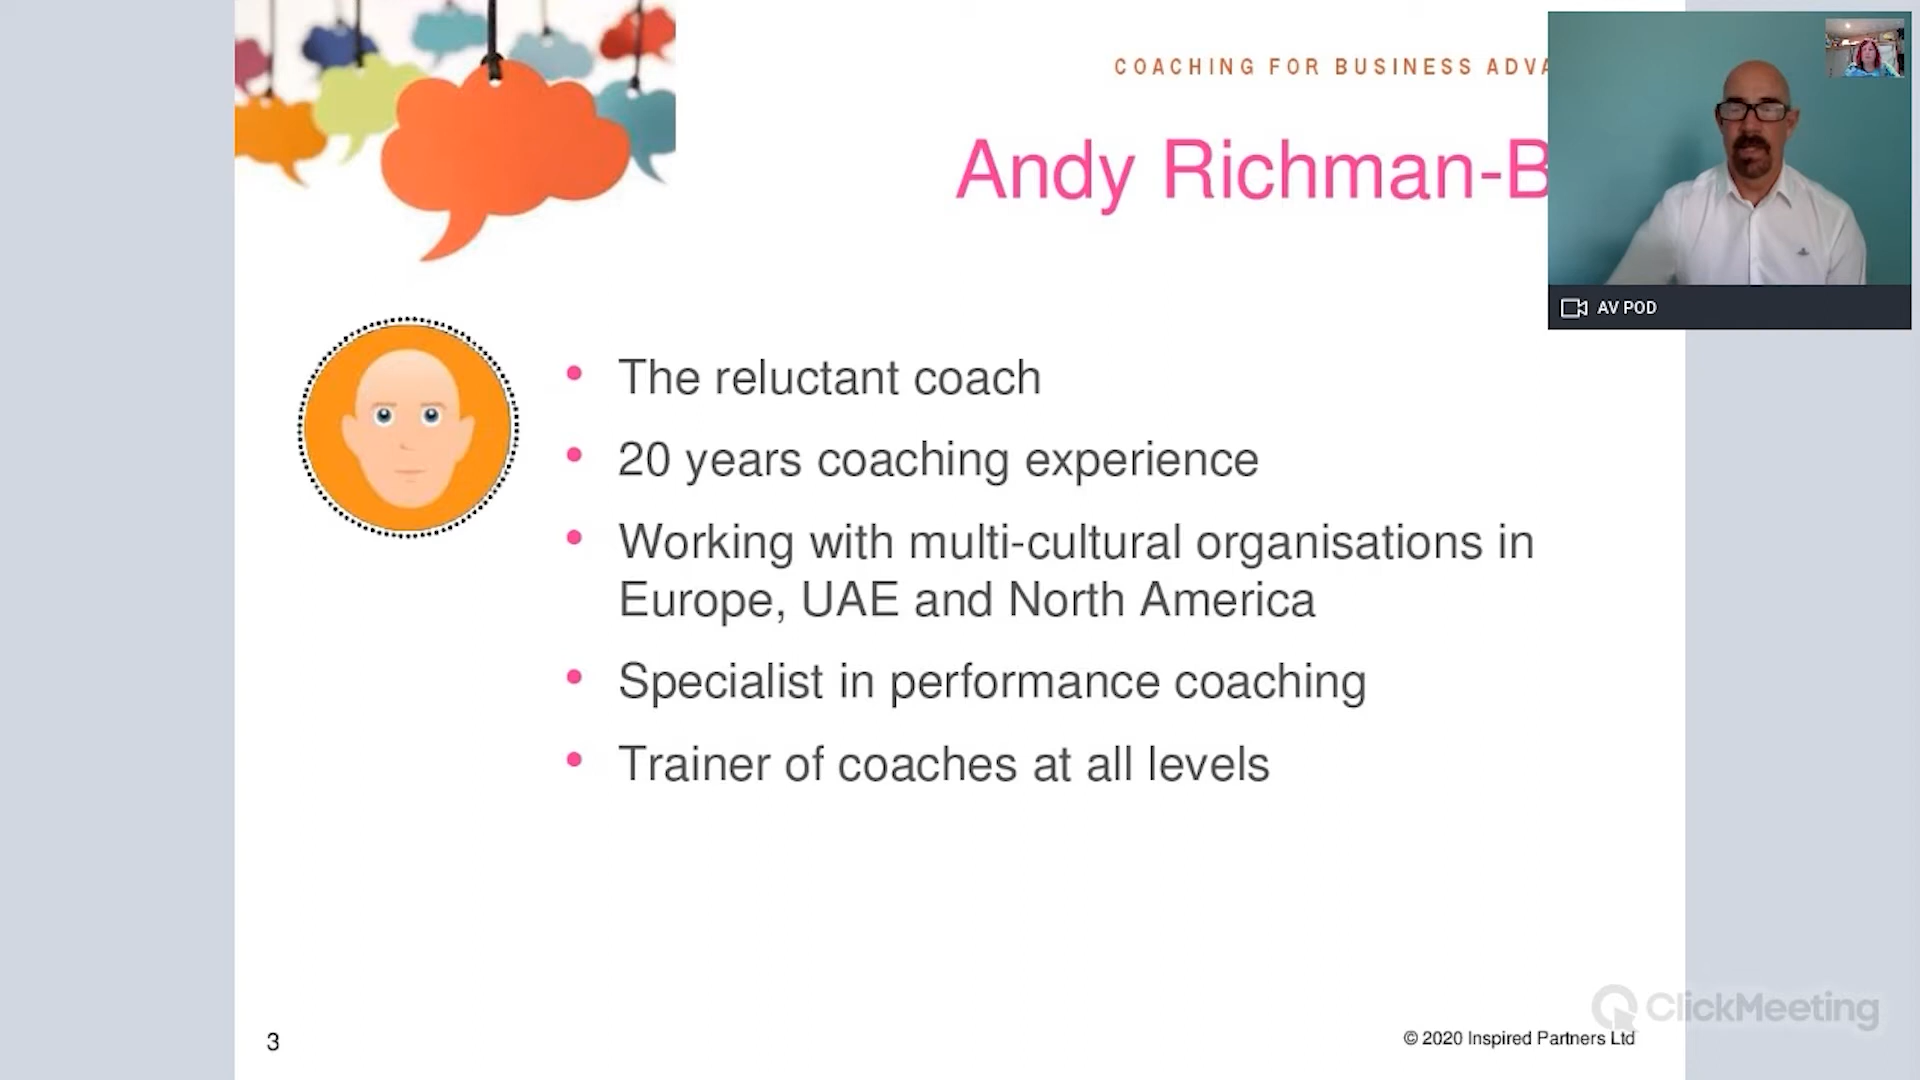 COACHING FOR BUSINESS ADVA
Andy Richman-B
AV POD
The reluctant coach
20 years coaching experience
Working with multi-cultural organisations in
Europe, UAE and North America
Specialist in performance coaching
Trainer of coaches at all levels
ClickMeeting
3
© 2020 Inspired Partners Ltd